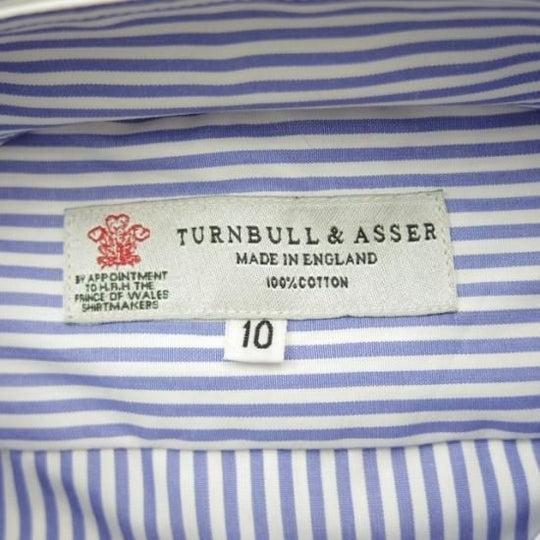 TURNBULL & ASSER
MADE IN ENGLAND
100% COTTON
BY APPOINTMENT
TO H.R.H. THE
PRINCE OF WALES
SHIRTMAKERS
10